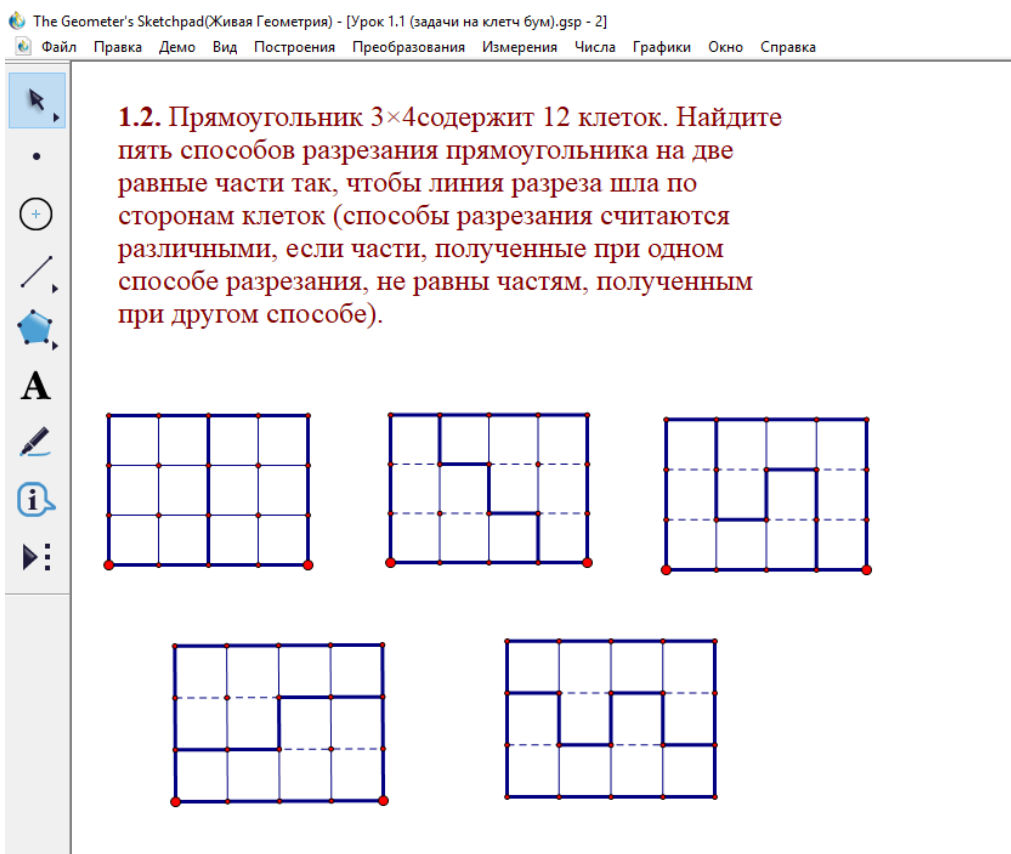 The Geometer's Sketchpad(Живая Геометрия) - [Урок 1.1 (задачи на клетч бум).gsp - 2]
Файл Правка Демо Вид Построения Преобразования Измерения Числа Графики Окно Справка
1.2. Прямоугольник 3×4содержит 12 клеток. Найдите
пять способов разрезания прямоугольника на две
равные части так, чтобы линия разреза шла по
сторонам клеток (способы разрезания считаются
различными, если части, полученные при одном
способе разрезания, не равны частям, полученным
при другом способе).
A
i